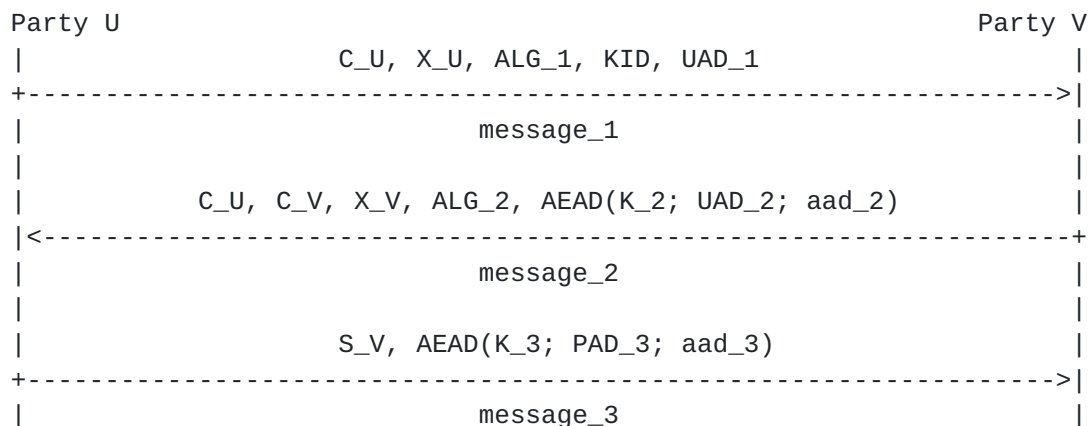 Party U                                                       Party V
|                    C_U, X_U, ALG_1, KID, UAD_1                    |
+------------------------------------------------------------------>|
|                             message_1                             |
|                                                                   |
|           C_U, C_V, X_V, ALG_2, AEAD(K_2; UAD_2; aad_2)           |
|<------------------------------------------------------------------+
|                             message_2                             |
|                                                                   |
|                    S_V, AEAD(K_3; PAD_3; aad_3)                   |
+------------------------------------------------------------------>|
|                             message_3                             |